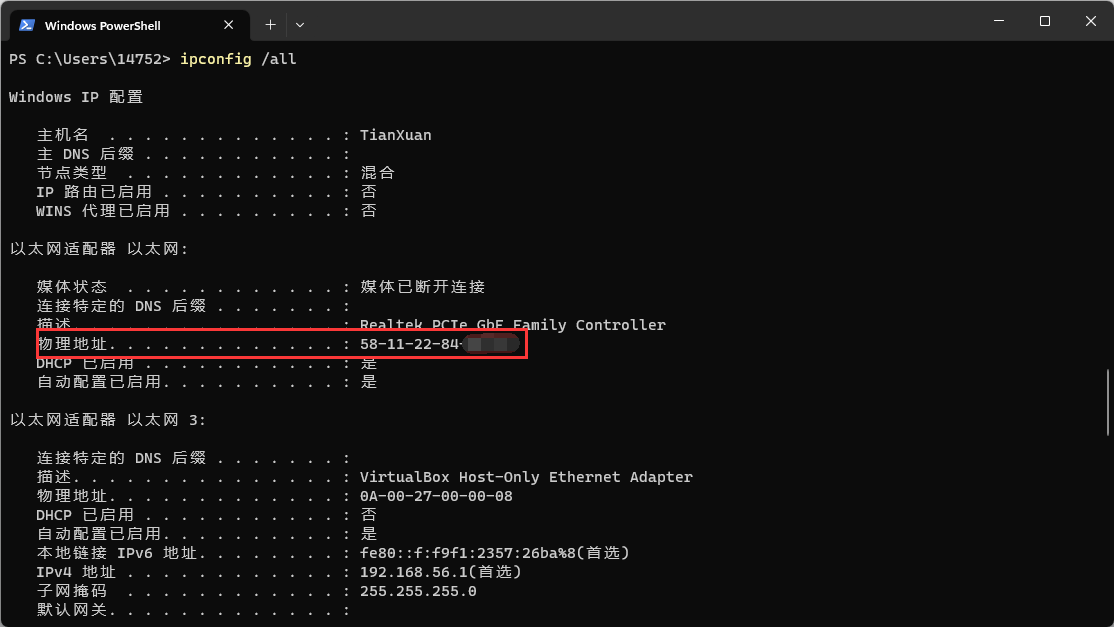 Windows PowerShell
PS C:\Users\14752> ipconfig /all
Windows IP 配置
主机名 . . . . . . . . . . . . . : TianXuan
主 DNS 后缀 . . . . . . . . . . . :
节点类型 . . . . . . . . . . . . : 混合
IP 路由已启用 . . . . . . . . . . : 否
WINS 代理已启用 . . . . . . . . . : 否
以太网适配器 以太网:
媒体状态 . . . . . . . . . . . . : 媒体已断开连接
连接特定的 DNS 后缀 . . . . . . . :
描述. . . . . . . . . . . . . . . : Realtek PCIe GbE Family Controller
物理地址. . . . . . . . . . . . . : 58-11-22-84-
DHCP 已启用 . . . . . . . . . . . : 是
自动配置已启用. . . . . . . . . . : 是
以太网适配器 以太网 3:
连接特定的 DNS 后缀 . . . . . . . :
描述. . . . . . . . . . . . . . . : VirtualBox Host-Only Ethernet Adapter
物理地址. . . . . . . . . . . . . : 0A-00-27-00-00-08
DHCP 已启用 . . . . . . . . . . . : 否
自动配置已启用. . . . . . . . . . : 是
本地链接 IPv6 地址. . . . . . . . : fe80::f:f9f1:2357:26ba%8(首选)
IPv4 地址 . . . . . . . . . . . . : 192.168.56.1(首选)
子网掩码 . . . . . . . . . . . . : 255.255.255.0
默认网关. . . . . . . . . . . . . :